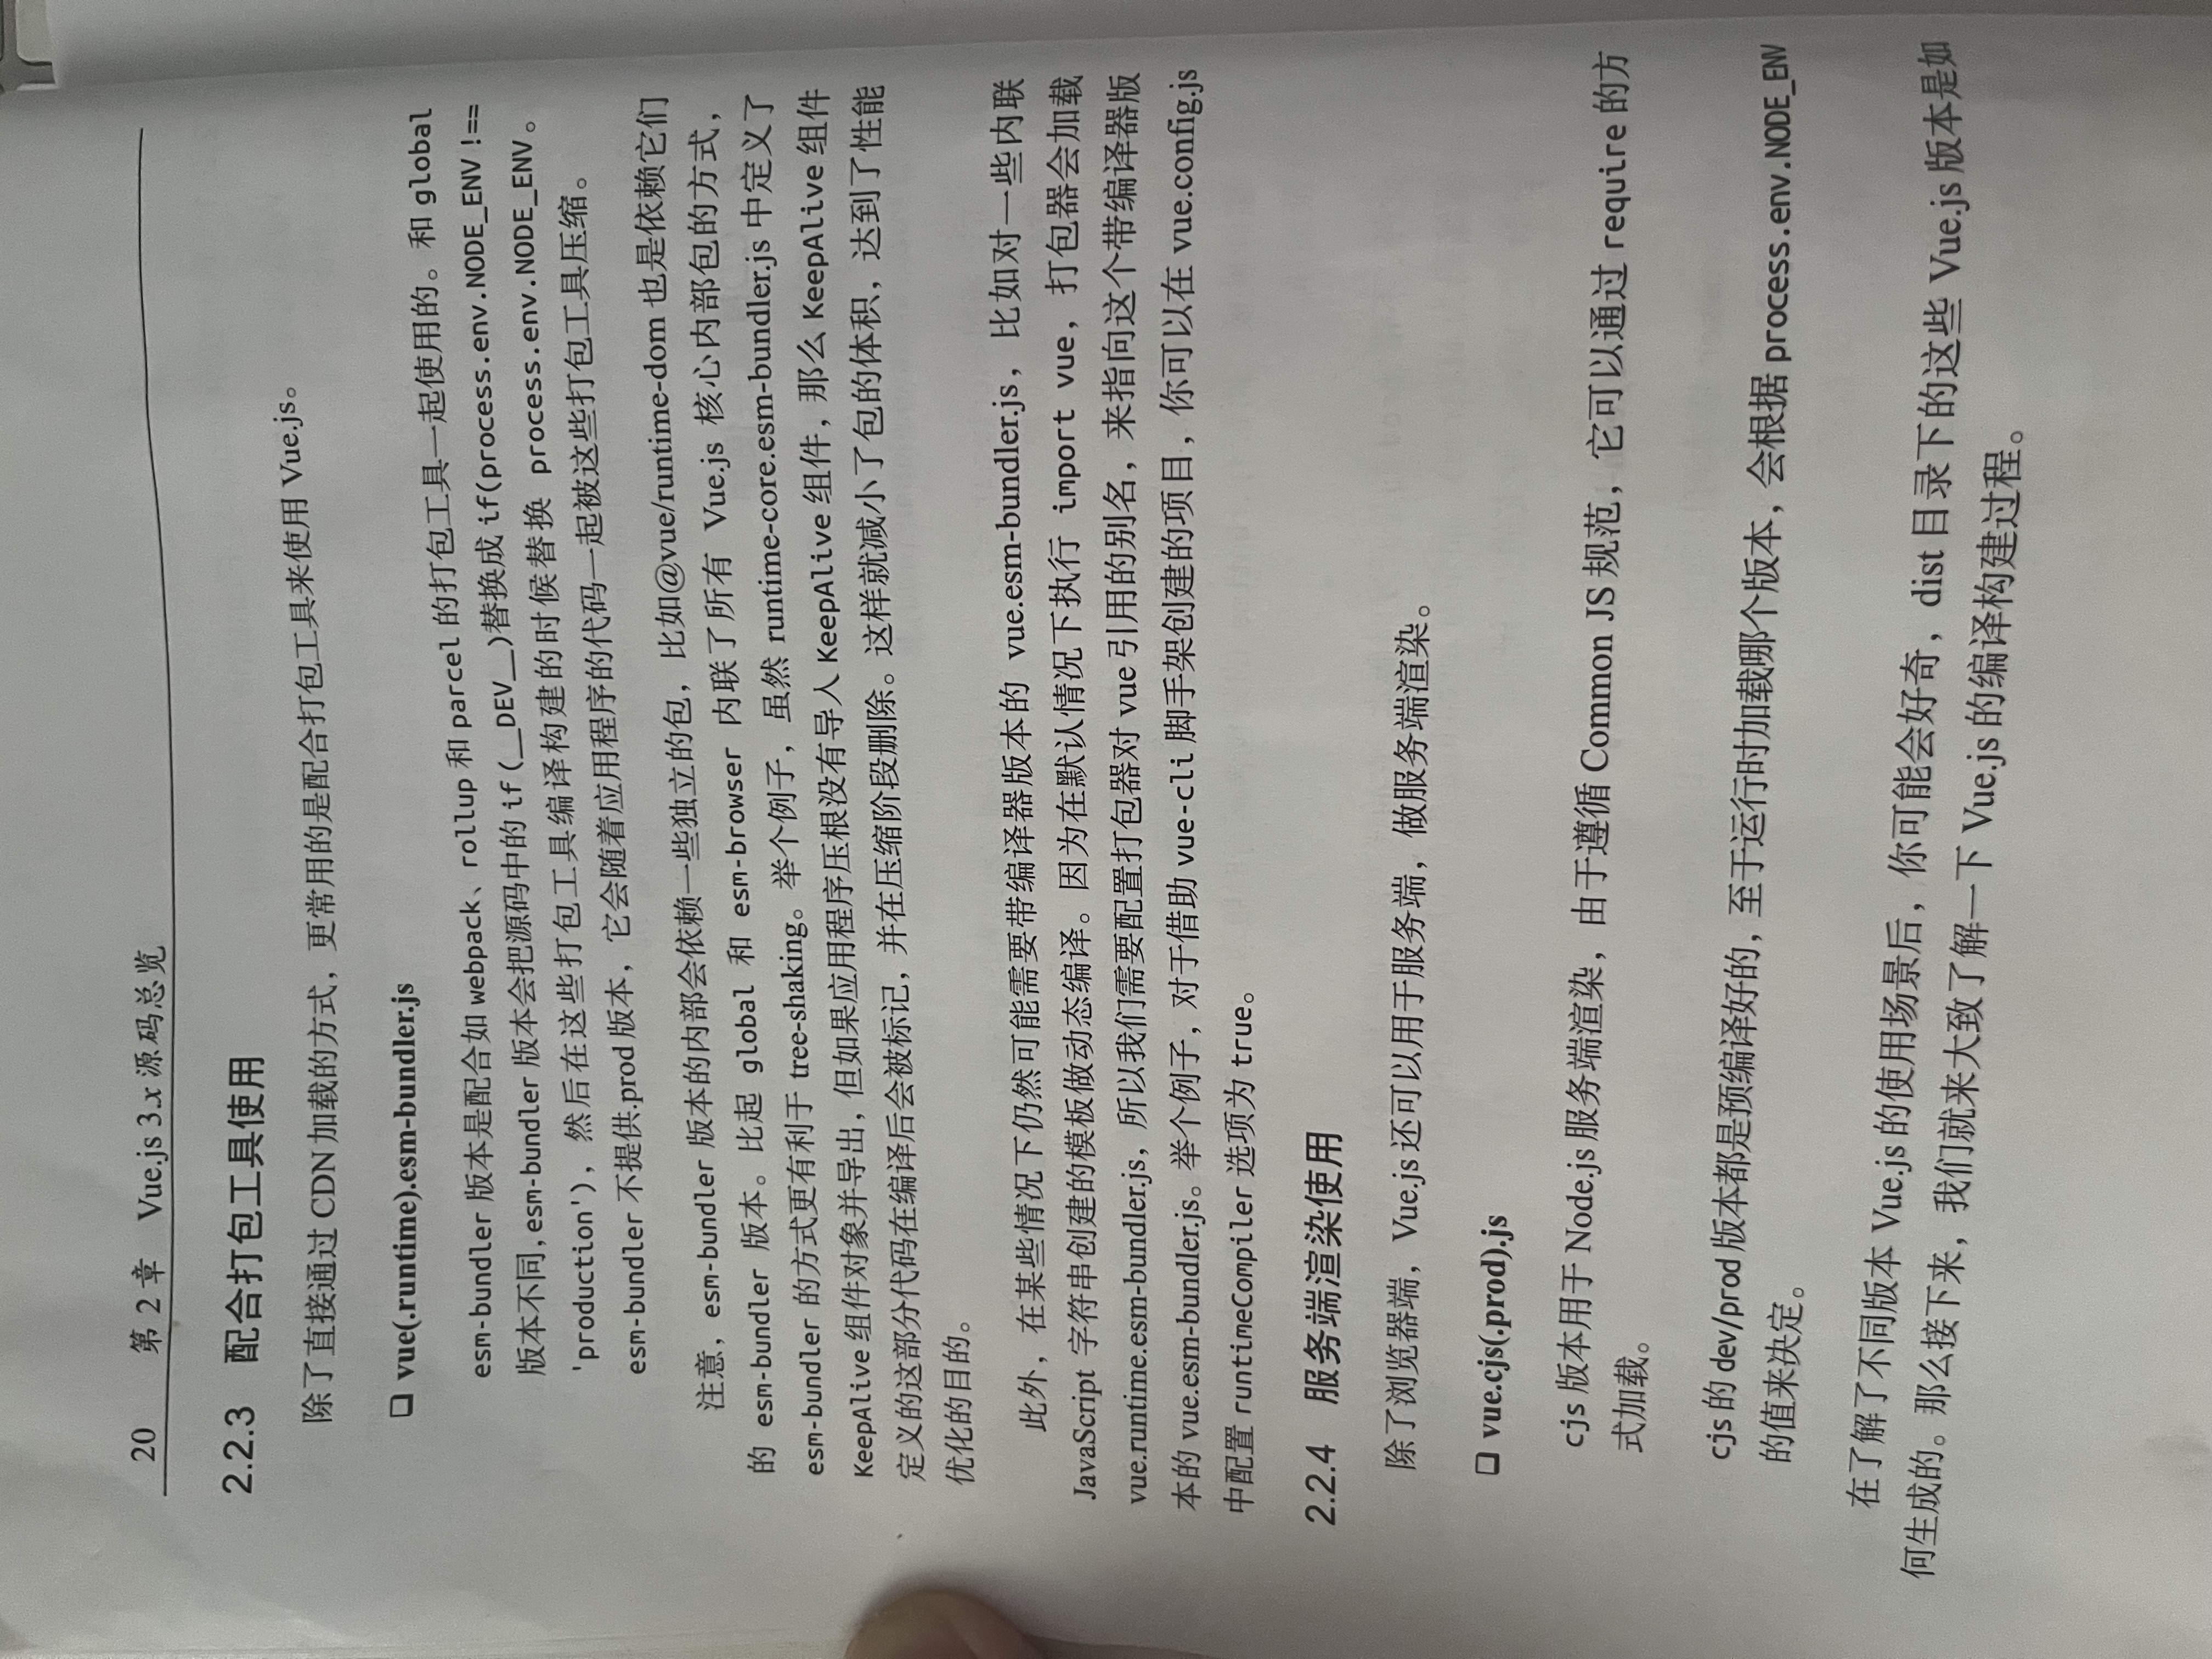 20 第 2 章 Vue.js 3.x 源码总览
2.2.3 配合打包工具使用
除了直接通过 CDN 加载的方式，更常用的是配合打包工具来使用 Vue.js。
❏ vue(.runtime).esm-bundler.js
esm-bundler 版本是配合如 webpack、rollup 和 parcel 的打包工具一起使用的。和 global
版本不同，esm-bundler 版本会把源码中的 if(__DEV__)替换成 if(process.env.NODE_ENV !==
'production')，然后在这些打包工具编译构建的时候替换 process.env.NODE_ENV。
esm-bundler 不提供.prod 版本，它会随着应用程序的代码一起被这些打包工具压缩。
注意，esm-bundler 版本的内部会依赖一些独立的包，比如@vue/runtime-dom 也是依赖它们
的 esm-bundler 版本。比起 global 和 esm-browser 内联了所有 Vue.js 核心内部包的方式，
esm-bundler 的方式更有利于 tree-shaking。举个例子，虽然 runtime-core.esm-bundler.js 中定义了
KeepAlive 组件对象并导出，但如果应用程序压根没有导入 KeepAlive 组件，那么 KeepAlive 组件
定义的这部分代码在编译后会被标记，并在压缩阶段删除。这样就减小了包的体积，达到了性能
优化的目的。
此外，在某些情况下仍然可能需要带编译器版本的 vue.esm-bundler.js，比如对一些内联
JavaScript 字符串创建的模板做动态编译。因为在默认情况下执行 import vue，打包器会加载
vue.runtime.esm-bundler.js，所以我们需要配置打包器对 vue 引用的别名，来指向这个带编译器版
本的 vue.esm-bundler.js。举个例子，对于借助 vue-cli 脚手架创建的项目，你可以在 vue.config.js
中配置 runtimeCompiler 选项为 true。
2.2.4 服务端渲染使用
除了浏览器端，Vue.js 还可以用于服务端，做服务端渲染。
❏ vue.cjs(.prod).js
cjs 版本用于 Node.js 服务端渲染，由于遵循 Common JS 规范，它可以通过 require 的方
式加载。
cjs 的 dev/prod 版本都是预编译好的，至于运行时加载哪个版本，会根据 process.env.NODE_ENV
的值来决定。
在了解了不同版本 Vue.js 的使用场景后，你可能会好奇，dist 目录下的这些 Vue.js 版本是如
何生成的。那么接下来，我们就来大致了解一下 Vue.js 的编译构建过程。